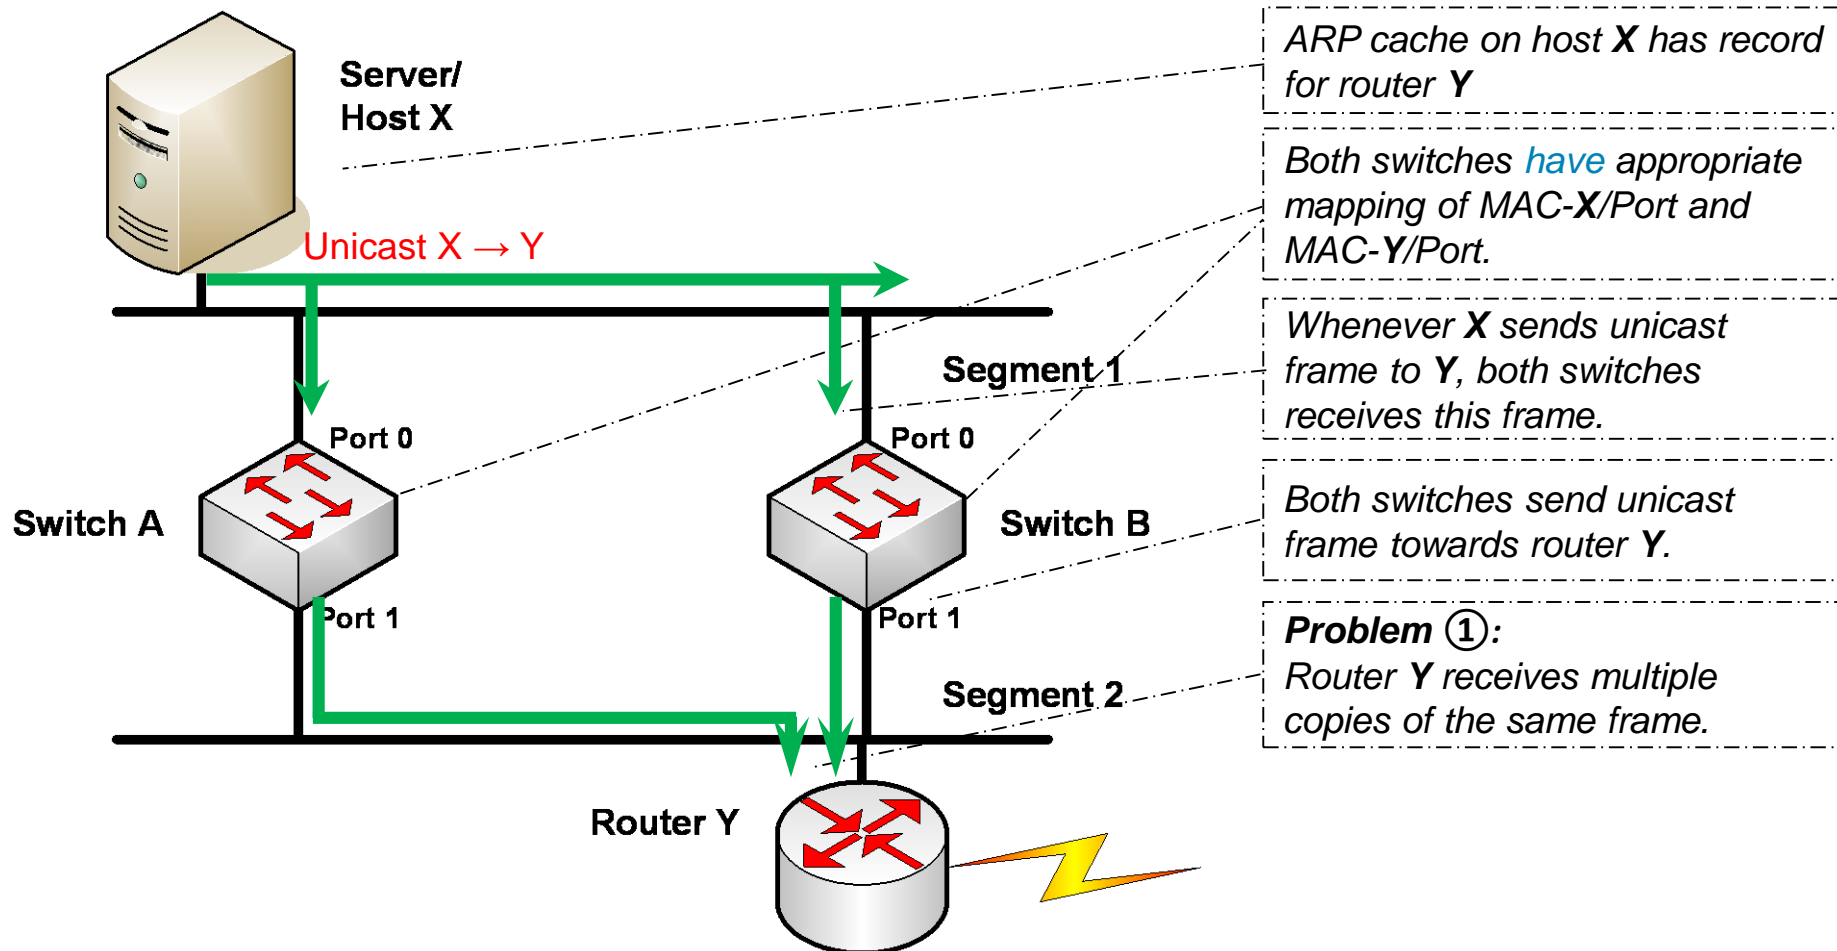 Server/
Host X
Unicast X → Y
Segment 1
Port 0
Port 0
Switch A
Switch B
Port 1
Port 1
Segment 2
Router Y
ARP cache on host X has record
for router Y
Both switches have appropriate
mapping of MAC-X/Port and
MAC-Y/Port.
Whenever X sends unicast
frame to Y, both switches
receives this frame.
Both switches send unicast
frame towards router Y.
Problem ①:
Router Y receives multiple
copies of the same frame.